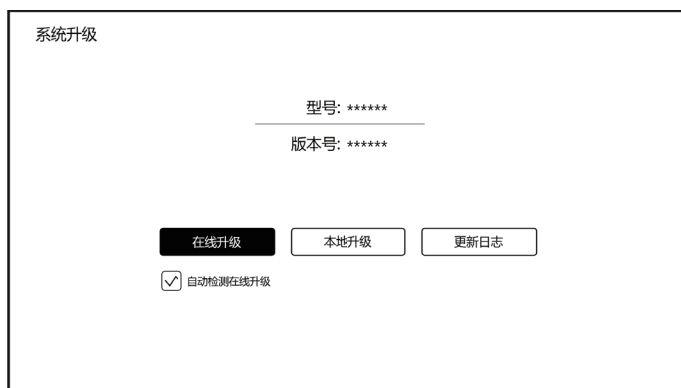 系统升级
型号: ******
版本号: ******
在线升级 本地升级 更新日志
自动检测在线升级